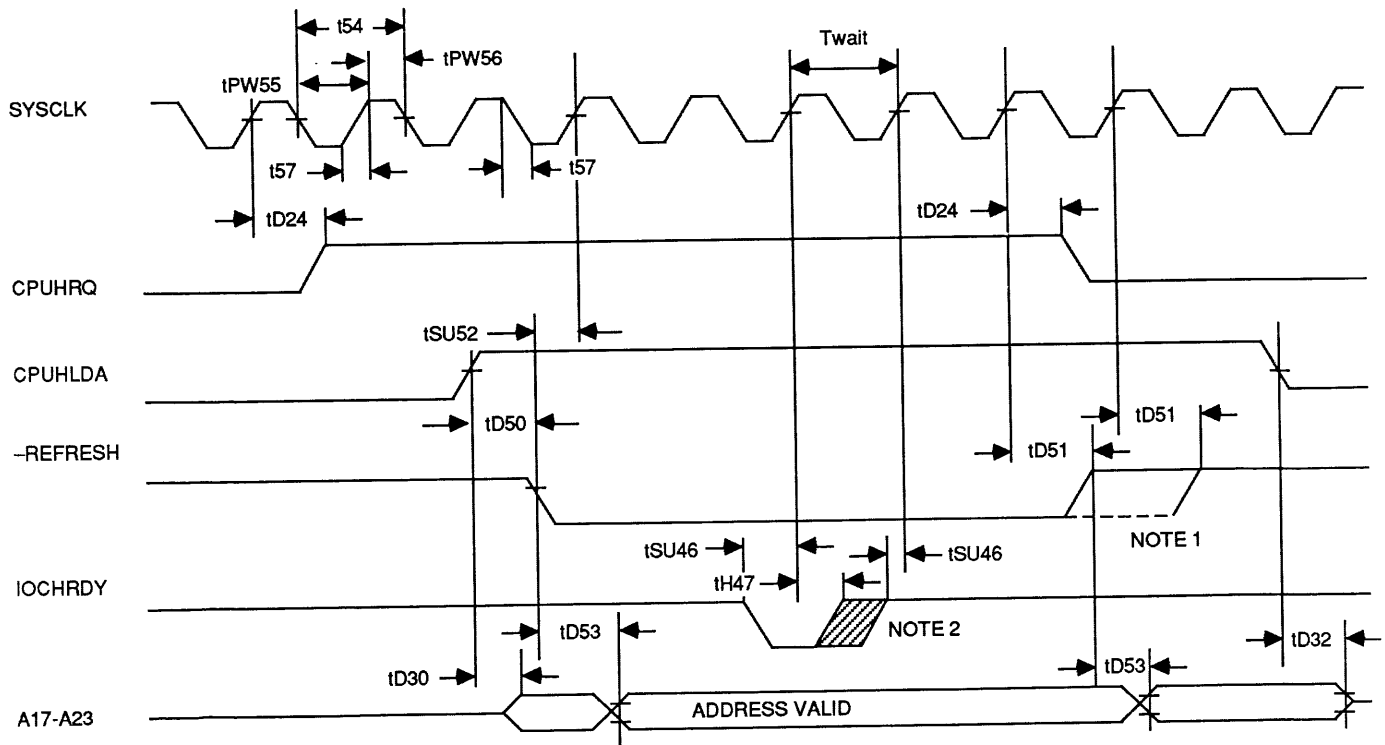 t54
Twait
tPW56
tPW55
SYSCLK
t57
t57
tD24
tD24
CPUHRQ
tSU52
CPUHLDA
tD50
tD51
tD51
–REFRESH
NOTE 1
tSU46
tSU46
tH47
IOCHRDY
NOTE 2
tD53
tD32
tD30
tD53
A17-A23
ADDRESS VALID